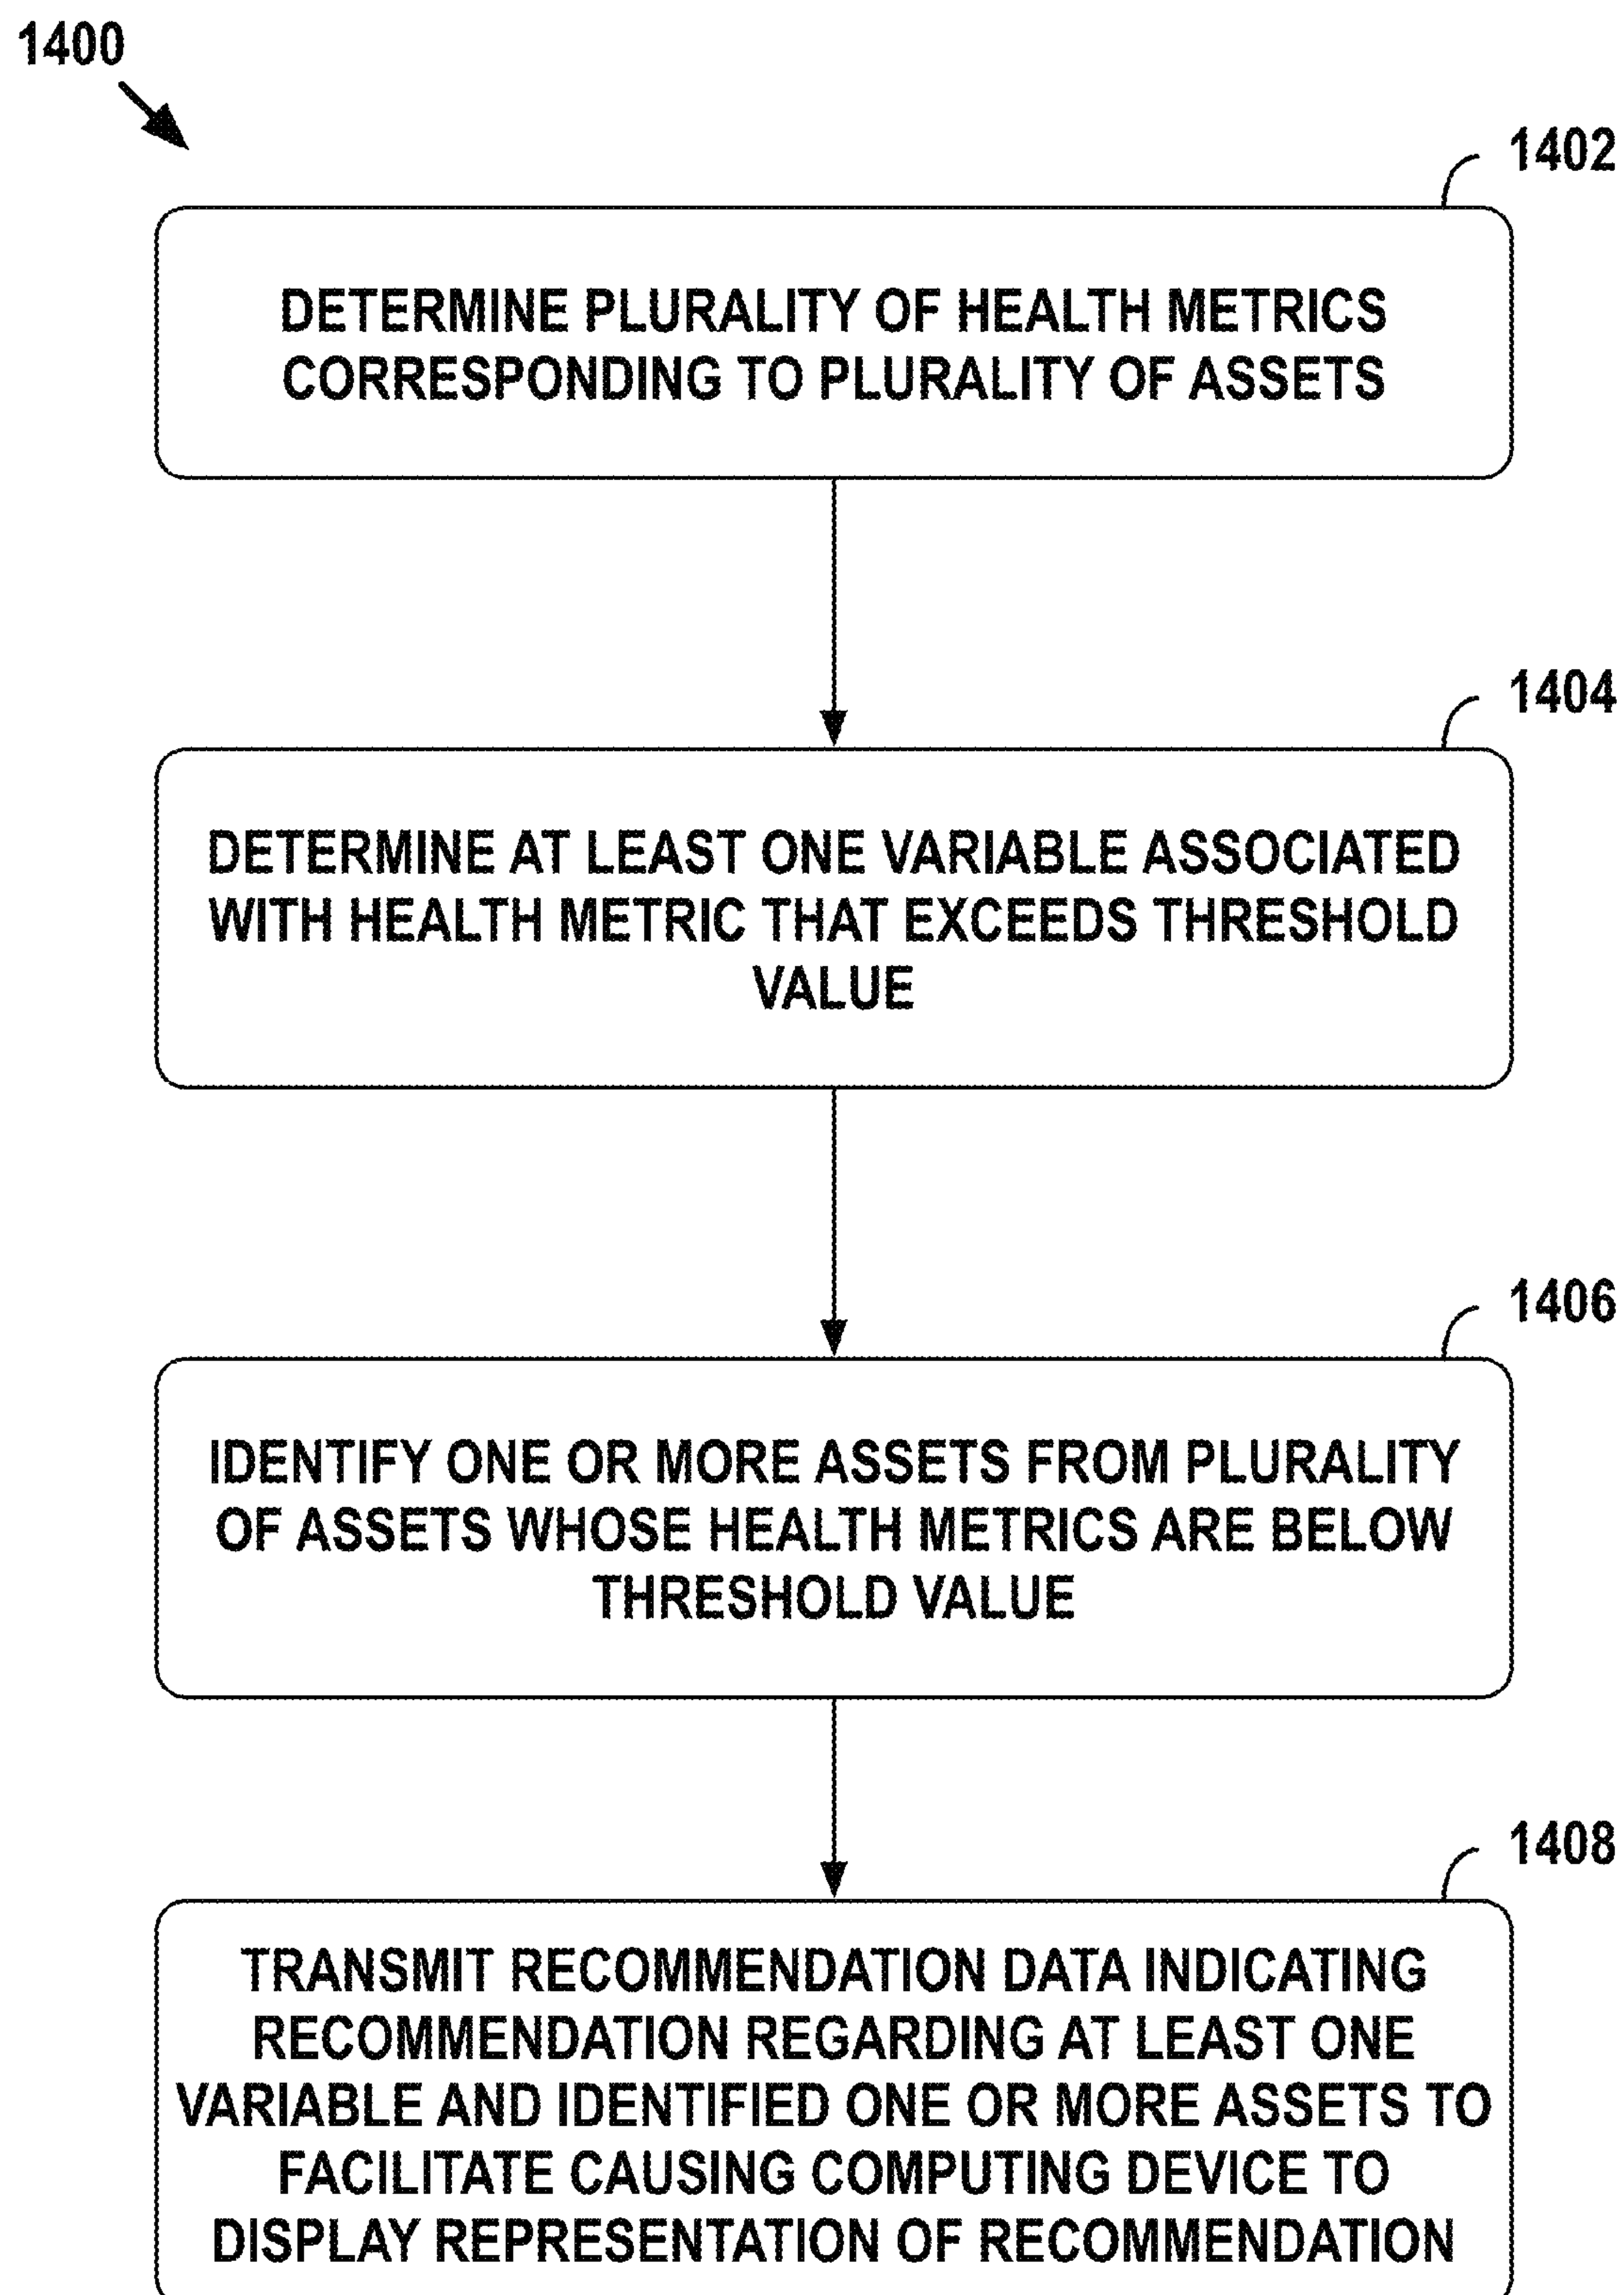 1400
1402
DETERMINE PLURALITY OF HEALTH METRICS
CORRESPONDING TO PLURALITY OF ASSETS
1404
DETERMINE AT LEAST ONE VARIABLE ASSOCIATED
WITH HEALTH METRIC THAT EXCEEDS THRESHOLD
VALUE
1406
IDENTIFY ONE OR MORE ASSETS FROM PLURALITY
OF ASSETS WHOSE HEALTH METRICS ARE BELOW
THRESHOLD VALUE
1408
TRANSMIT RECOMMENDATION DATA INDICATING
RECOMMENDATION REGARDING AT LEAST ONE
VARIABLE AND IDENTIFIED ONE OR MORE ASSETS TO
FACILITATE CAUSING COMPUTING DEVICE TO
DISPLAY REPRESENTATION OF RECOMMENDATION